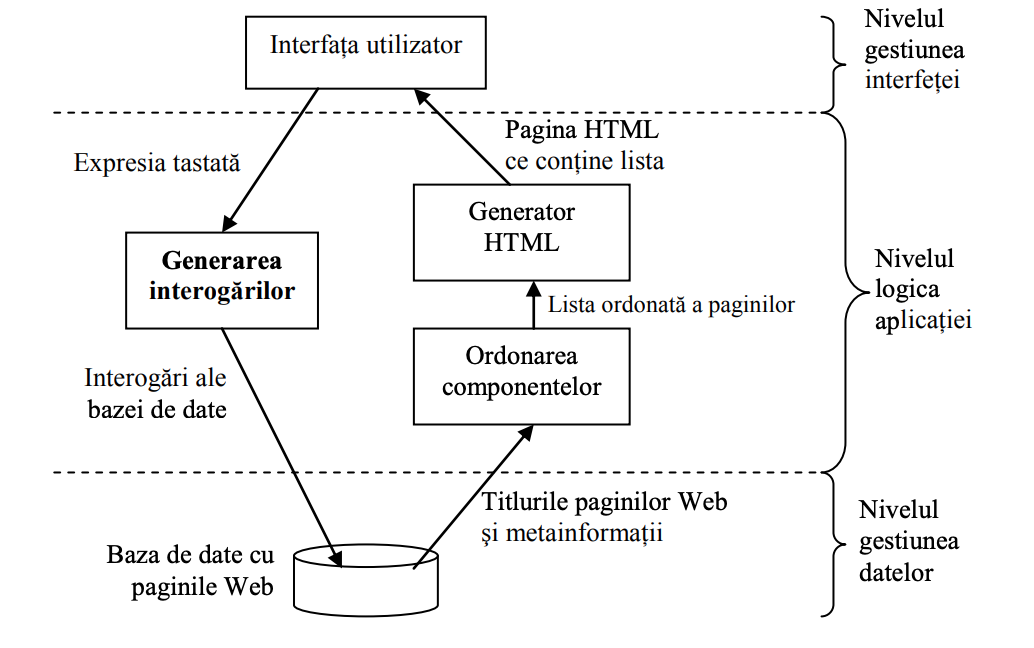 Interfața utilizator
Nivelul
gestiunea
interfeței
Expresia tastată
Pagina HTML
ce conține lista
Generator
HTML
Generarea
interogărilor
Nivelul
logica
aplicației
Lista ordonată a paginilor
Ordonarea
componentelor
Interogări ale
bazei de date
Titlurile paginilor Web
şi metainformații
Nivelul
gestiunea
datelor
Baza de date cu
paginile Web